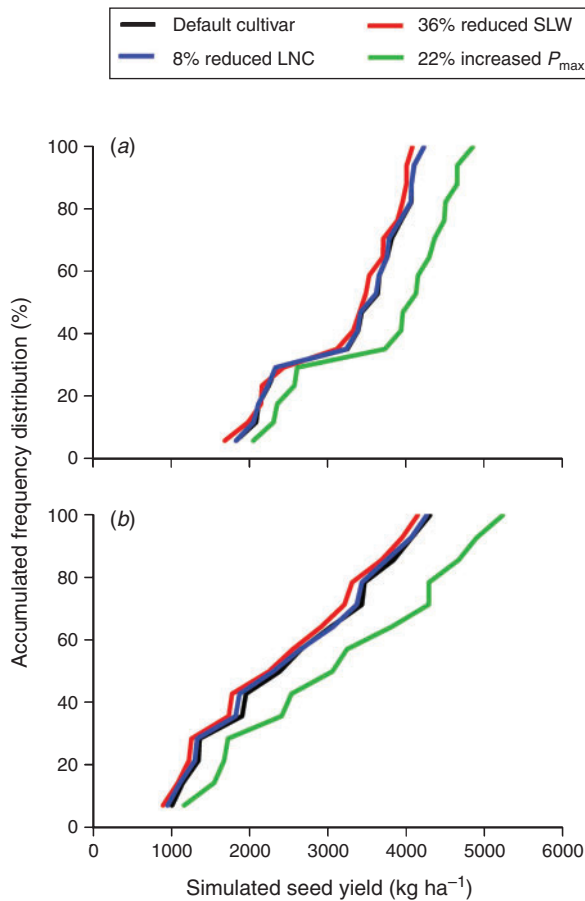 Default cultivar
36% reduced SLW
8% reduced LNC
22% increased Pmax
(a)
100
80
60
40
20
0
Accumulated frequency distribution (%)
(b)
100
80
60
40
20
0
0 1000 2000 3000 4000 5000 6000
Simulated seed yield (kg ha⁻¹)